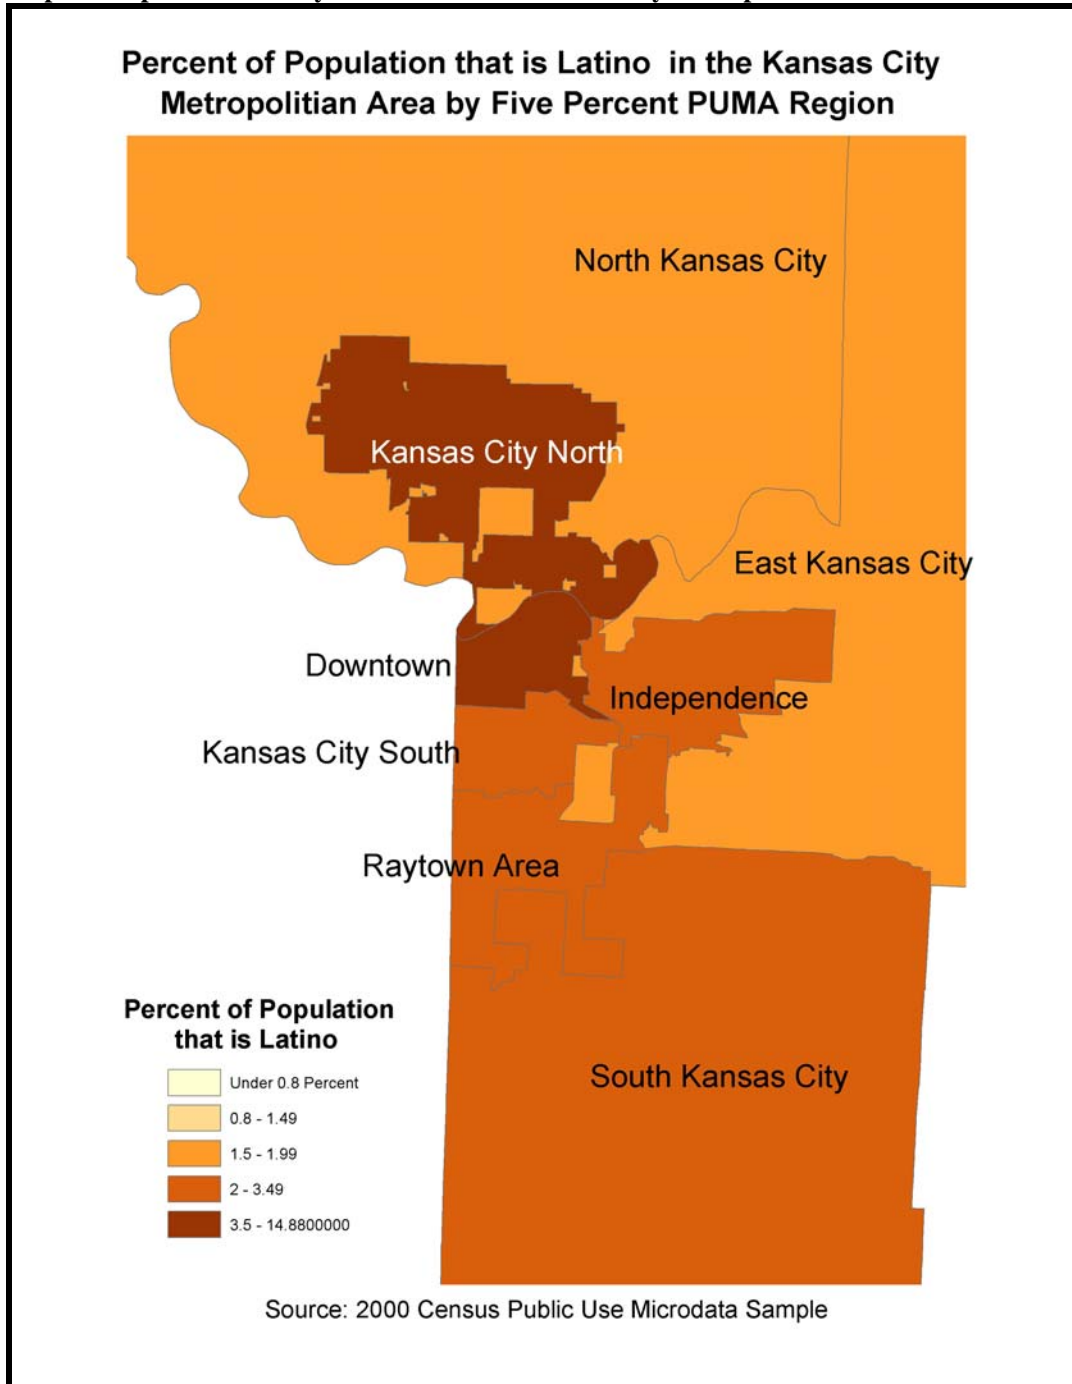 Percent of Population that is Latino in the Kansas City
Metropolitian Area by Five Percent PUMA Region
North Kansas City
Kansas City North
East Kansas City
Downtown
Independence
Kansas City South
Raytown Area
South Kansas City
Percent of Population
that is Latino
Under 0.8 Percent
0.8 - 1.49
1.5 - 1.99
2 - 3.49
3.5 - 14.8800000
Source: 2000 Census Public Use Microdata Sample